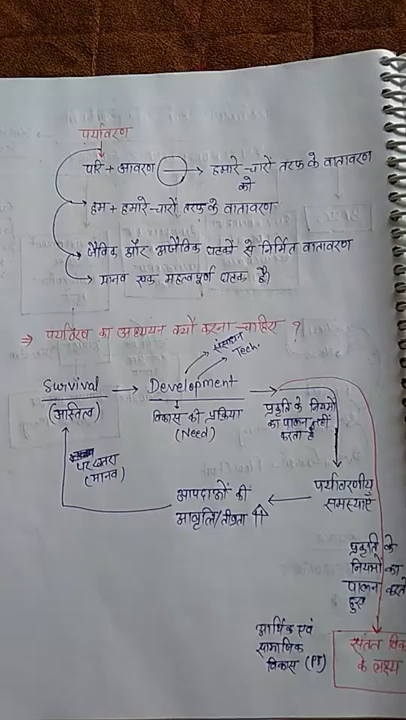 पर्यावरण
परि + आवरण → हमारे चारों तरफ के वातावरण
को
हम + हमारे चारों तरफ के वातावरण
जैविक और अजैविक घटकों से निर्मित वातावरण
मानव एक महत्वपूर्ण घटक है।
⇒ पर्यावरण का अध्ययन क्यों करना चाहिए ?
संसाधन
Tech.
Survival → Development →
(अस्तित्व)
विकास की प्रक्रिया
(Need)
प्रकृति के नियमों
का पालन नहीं
करता है
पर खतरा
(मानव)
आपदाओं की
आवृत्ति/तीव्रता ↑
← पर्यावरणीय
समस्याएँ
प्रकृति के
नियमों का
पालन करते
हुए
आर्थिक एवं
सामाजिक
विकास (PT)
सतत विका
के लक्ष्य